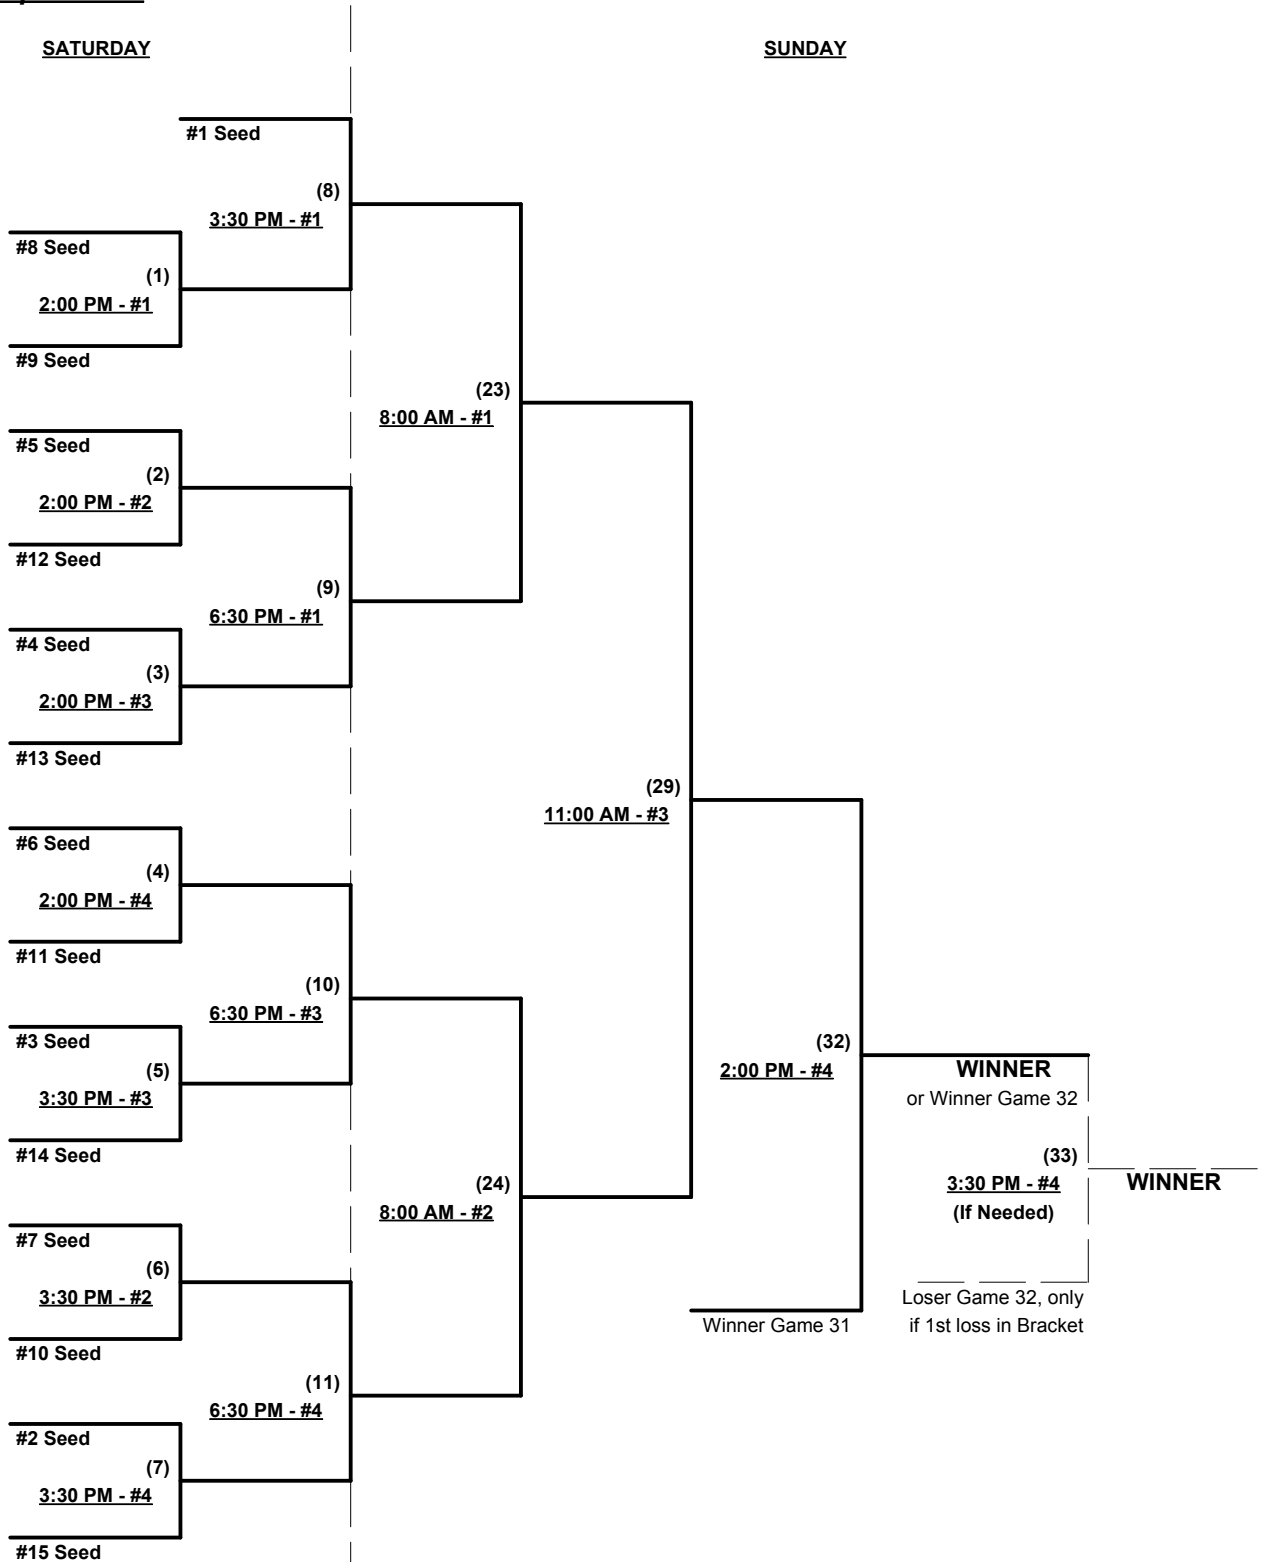 SATURDAY
SUNDAY
#1 Seed
(8)
3:30 PM - #1
#8 Seed
(1)
2:00 PM - #1
#9 Seed
(23)
8:00 AM - #1
#5 Seed
(2)
2:00 PM - #2
#12 Seed
(9)
6:30 PM - #1
#4 Seed
(3)
2:00 PM - #3
#13 Seed
(29)
11:00 AM - #3
#6 Seed
(4)
2:00 PM - #4
#11 Seed
(10)
6:30 PM - #3
#3 Seed
(5)
3:30 PM - #3
#14 Seed
(32)
2:00 PM - #4
WINNER
or Winner Game 32
(33)
3:30 PM - #4
(If Needed)
WINNER
(24)
8:00 AM - #2
#7 Seed
(6)
3:30 PM - #2
#10 Seed
Loser Game 32, only
if 1st loss in Bracket
Winner Game 31
(11)
6:30 PM - #4
#2 Seed
(7)
3:30 PM - #4
#15 Seed